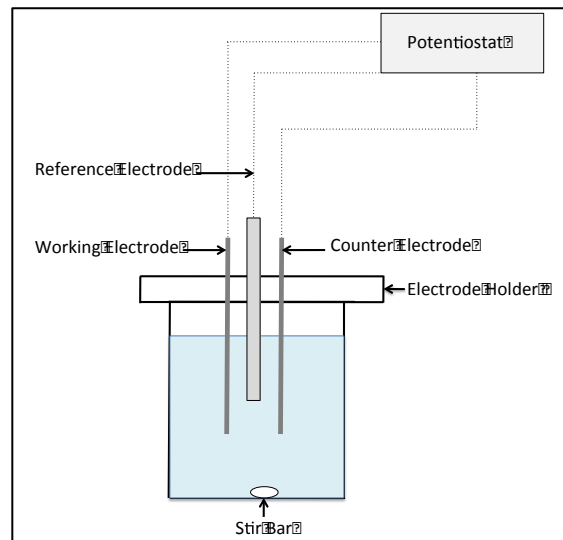 Potentiostat⍰
Reference⍰Electrode⍰
Working⍰Electrode⍰
Counter⍰Electrode⍰
Electrode⍰Holder⍰⍰
Stir⍰Bar⍰